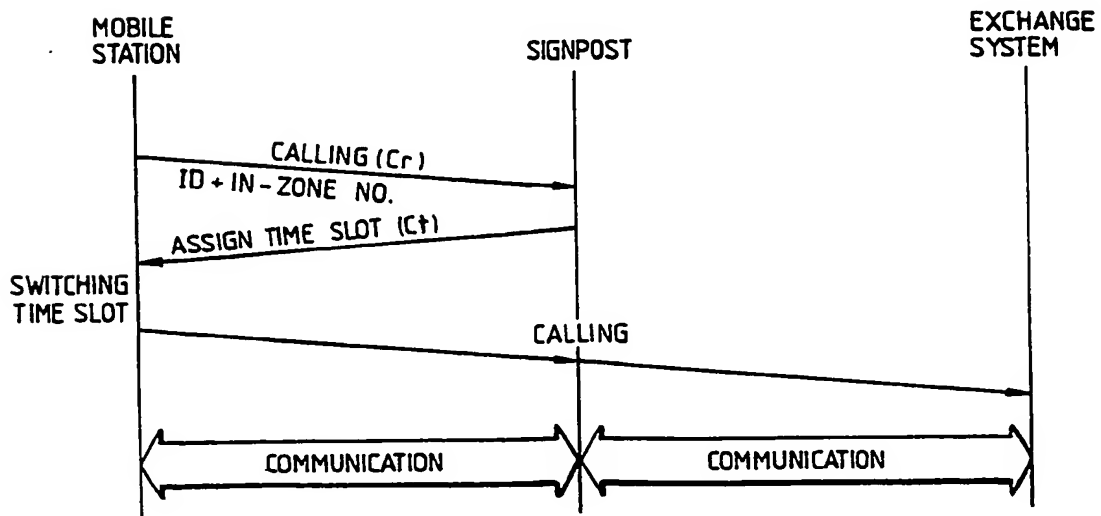 MOBILE
STATION
SIGNPOST
EXCHANGE
SYSTEM
CALLING (Cr)
ID + IN-ZONE NO.
ASSIGN TIME SLOT (Ct)
SWITCHING
TIME SLOT
CALLING
COMMUNICATION
COMMUNICATION